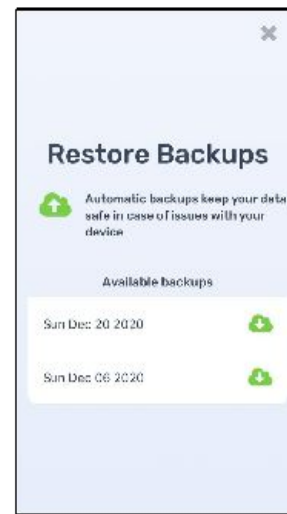 Restore Backups
Automatic backups keep your data
safe in case of issues with your
device
Available backups
Sun Dec 20 2020
Sun Dec 06 2020